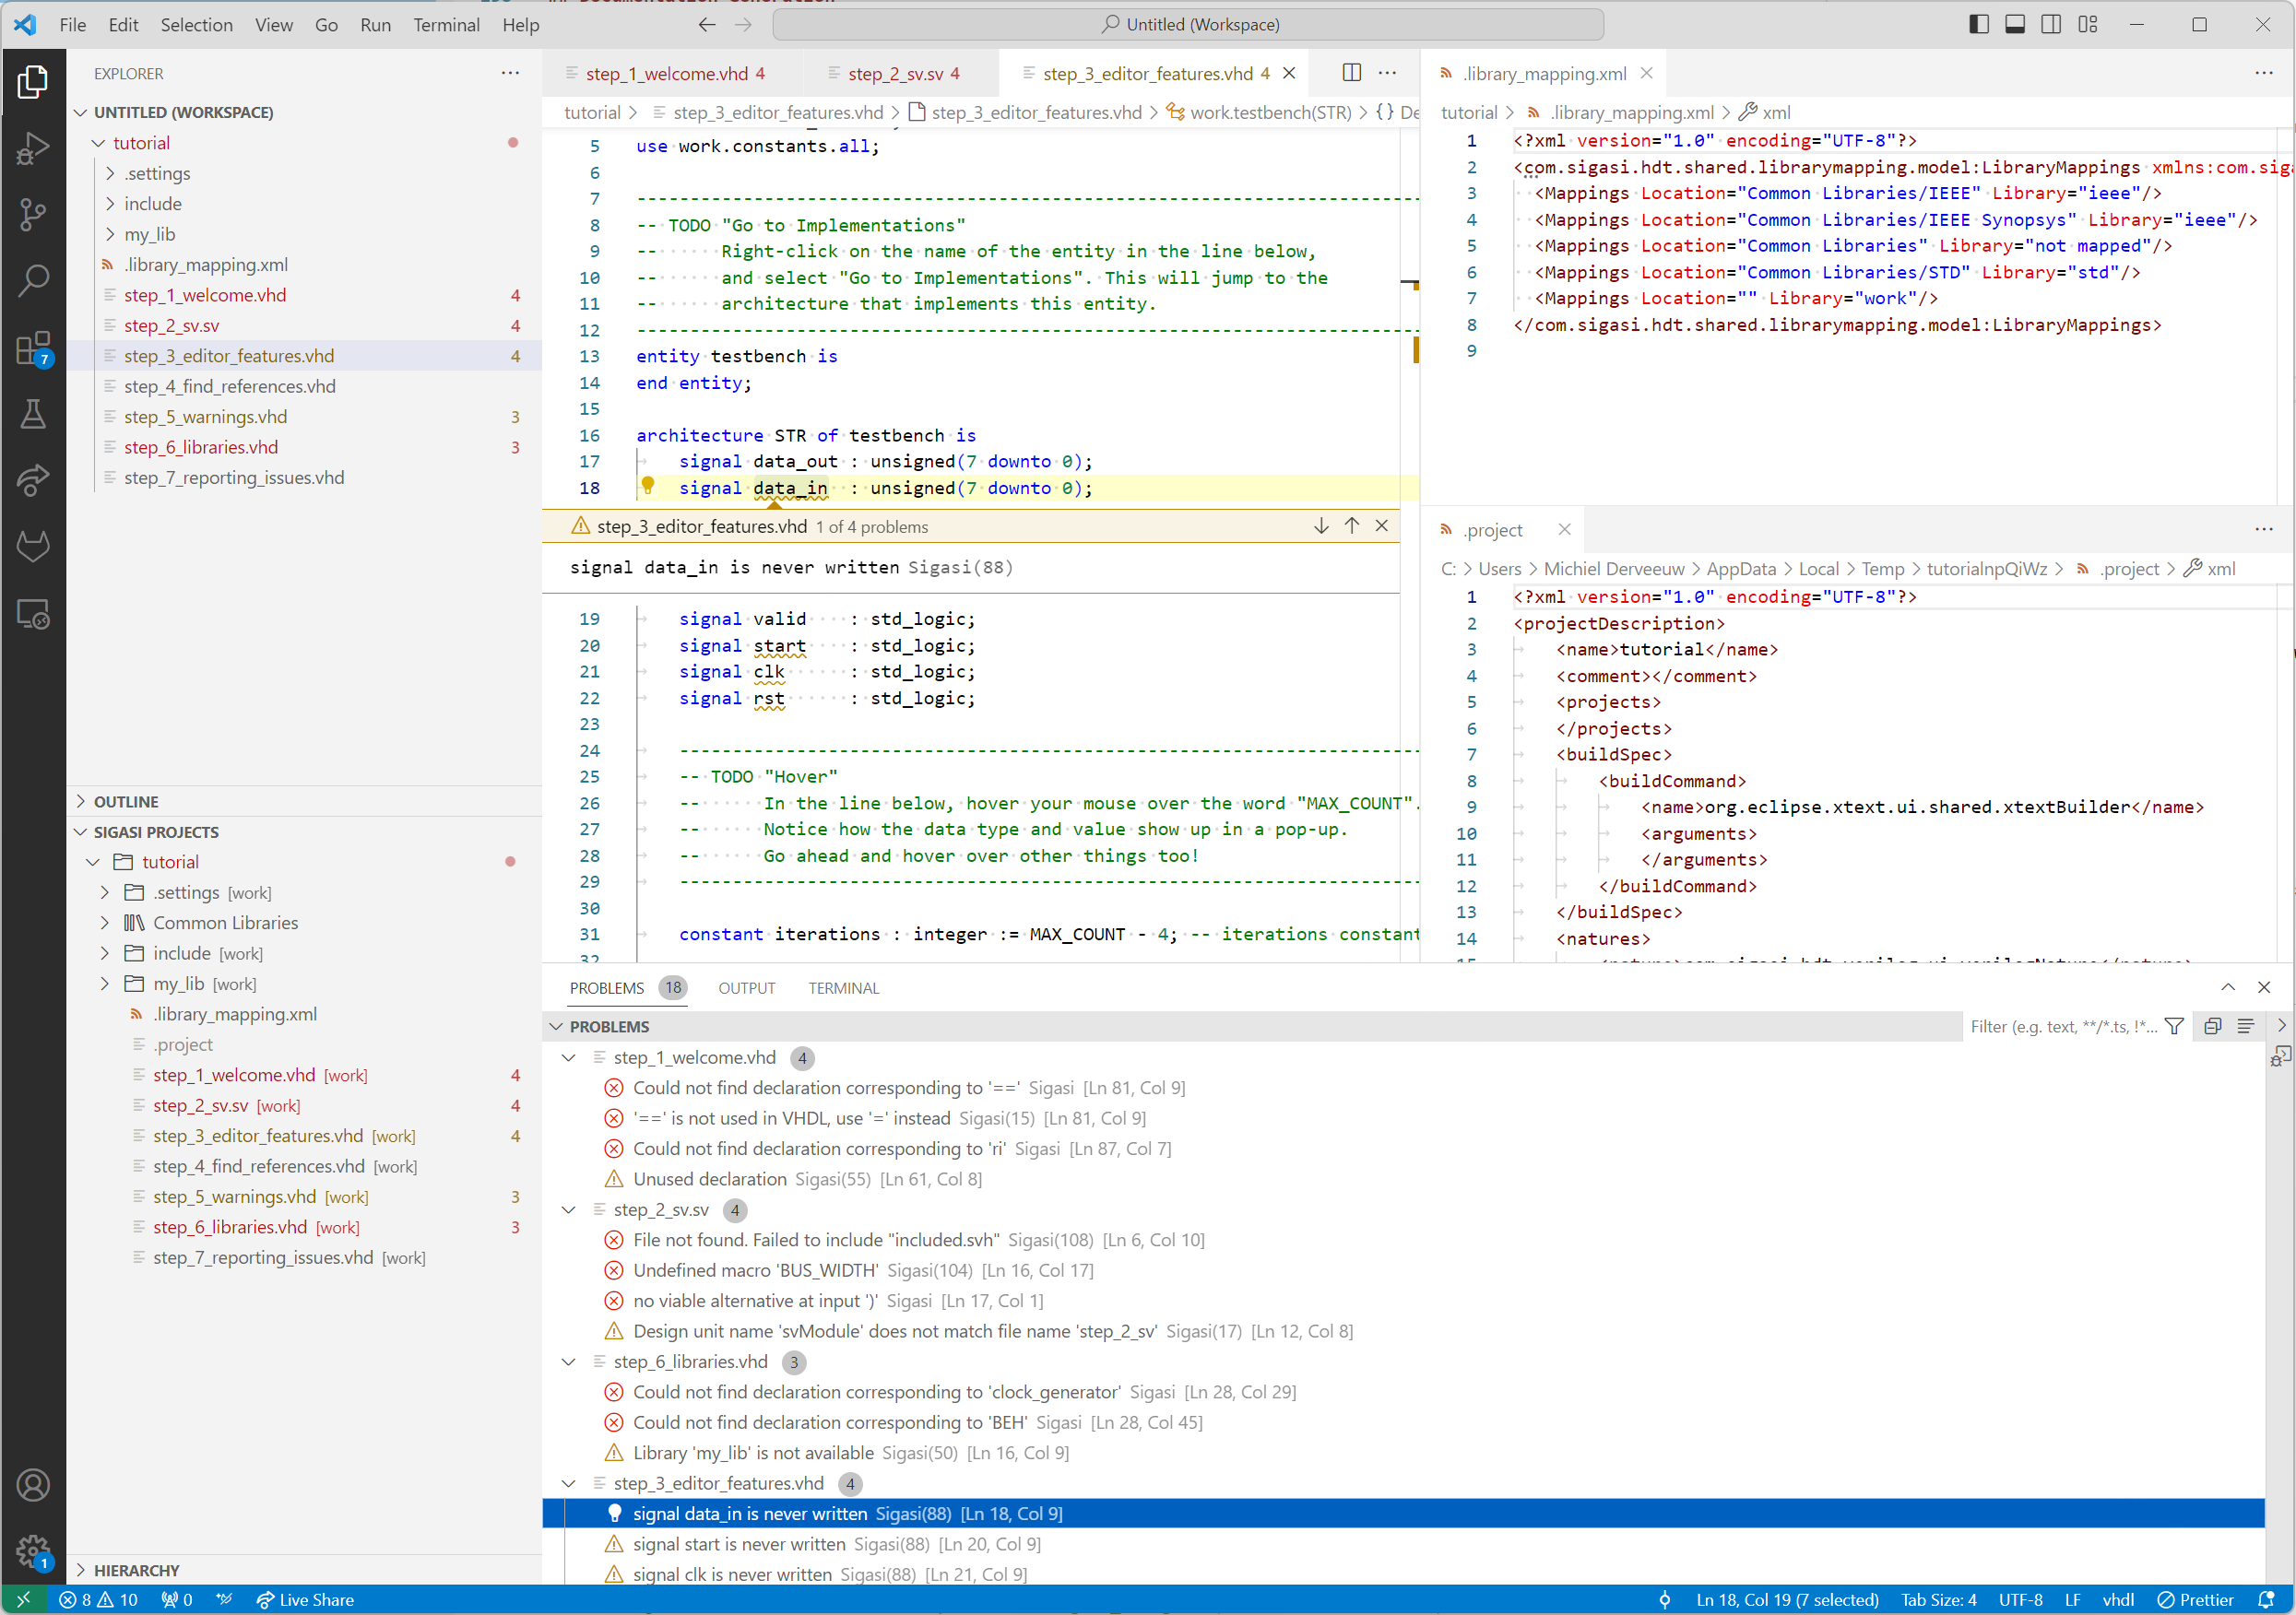 File Edit Selection View Go Run Terminal Help
Untitled (Workspace)
EXPLORER
UNTITLED (WORKSPACE)
tutorial
.settings
include
my_lib
.library_mapping.xml
step_1_welcome.vhd 4
step_2_sv.sv 4
step_3_editor_features.vhd 4
step_4_find_references.vhd
step_5_warnings.vhd 3
step_6_libraries.vhd 3
step_7_reporting_issues.vhd
7
OUTLINE
SIGASI PROJECTS
tutorial
.settings [work]
Common Libraries
include [work]
my_lib [work]
.library_mapping.xml
.project
step_1_welcome.vhd [work] 4
step_2_sv.sv [work] 4
step_3_editor_features.vhd [work] 4
step_4_find_references.vhd [work]
step_5_warnings.vhd [work] 3
step_6_libraries.vhd [work] 3
step_7_reporting_issues.vhd [work]
HIERARCHY
1
step_1_welcome.vhd 4 step_2_sv.sv 4 step_3_editor_features.vhd 4
tutorial > step_3_editor_features.vhd > step_3_editor_features.vhd > work.testbench(STR) > {} De
5 use work.constants.all;
6
7 --------------------------------------------------------------------------
8 -- TODO "Go to Implementations"
9 -- Right-click on the name of the entity in the line below,
10 -- and select "Go to Implementations". This will jump to the
11 -- architecture that implements this entity.
12 --------------------------------------------------------------------------
13 entity testbench is
14 end entity;
15
16 architecture STR of testbench is
17 signal data_out : unsigned(7 downto 0);
18 signal data_in : unsigned(7 downto 0);
step_3_editor_features.vhd 1 of 4 problems
signal data_in is never written Sigasi(88)
19 signal valid : std_logic;
20 signal start : std_logic;
21 signal clk : std_logic;
22 signal rst : std_logic;
23
24 ----------------------------------------------------------------------
25 -- TODO "Hover"
26 -- In the line below, hover your mouse over the word "MAX_COUNT".
27 -- Notice how the data type and value show up in a pop-up.
28 -- Go ahead and hover over other things too!
29 ----------------------------------------------------------------------
30
31 constant iterations : integer := MAX_COUNT - 4; -- iterations constant
32
.library_mapping.xml
tutorial > .library_mapping.xml > xml
1 <?xml version="1.0" encoding="UTF-8"?>
2 <com.sigasi.hdt.shared.librarymapping.model:LibraryMappings xmlns:com.siga
3 <Mappings Location="Common Libraries/IEEE" Library="ieee"/>
4 <Mappings Location="Common Libraries/IEEE Synopsys" Library="ieee"/>
5 <Mappings Location="Common Libraries" Library="not mapped"/>
6 <Mappings Location="Common Libraries/STD" Library="std"/>
7 <Mappings Location="" Library="work"/>
8 </com.sigasi.hdt.shared.librarymapping.model:LibraryMappings>
9
.project
C: > Users > Michiel Derveeuw > AppData > Local > Temp > tutorialnpQiWz > .project > xml
1 <?xml version="1.0" encoding="UTF-8"?>
2 <projectDescription>
3 <name>tutorial</name>
4 <comment></comment>
5 <projects>
6 </projects>
7 <buildSpec>
8 <buildCommand>
9 <name>org.eclipse.xtext.ui.shared.xtextBuilder</name>
10 <arguments>
11 </arguments>
12 </buildCommand>
13 </buildSpec>
14 <natures>
PROBLEMS 18 OUTPUT TERMINAL
PROBLEMS
Filter (e.g. text, **/*.ts, !*...
step_1_welcome.vhd 4
Could not find declaration corresponding to '==' Sigasi [Ln 81, Col 9]
'==' is not used in VHDL, use '=' instead Sigasi(15) [Ln 81, Col 9]
Could not find declaration corresponding to 'ri' Sigasi [Ln 87, Col 7]
Unused declaration Sigasi(55) [Ln 61, Col 8]
step_2_sv.sv 4
File not found. Failed to include "included.svh" Sigasi(108) [Ln 6, Col 10]
Undefined macro 'BUS_WIDTH' Sigasi(104) [Ln 16, Col 17]
no viable alternative at input ')' Sigasi [Ln 17, Col 1]
Design unit name 'svModule' does not match file name 'step_2_sv' Sigasi(17) [Ln 12, Col 8]
step_6_libraries.vhd 3
Could not find declaration corresponding to 'clock_generator' Sigasi [Ln 28, Col 29]
Could not find declaration corresponding to 'BEH' Sigasi [Ln 28, Col 45]
Library 'my_lib' is not available Sigasi(50) [Ln 16, Col 9]
step_3_editor_features.vhd 4
signal data_in is never written Sigasi(88) [Ln 18, Col 9]
signal start is never written Sigasi(88) [Ln 20, Col 9]
signal clk is never written Sigasi(88) [Ln 21, Col 9]
8 10 0 Live Share
Ln 18, Col 19 (7 selected) Tab Size: 4 UTF-8 LF vhdl Prettier